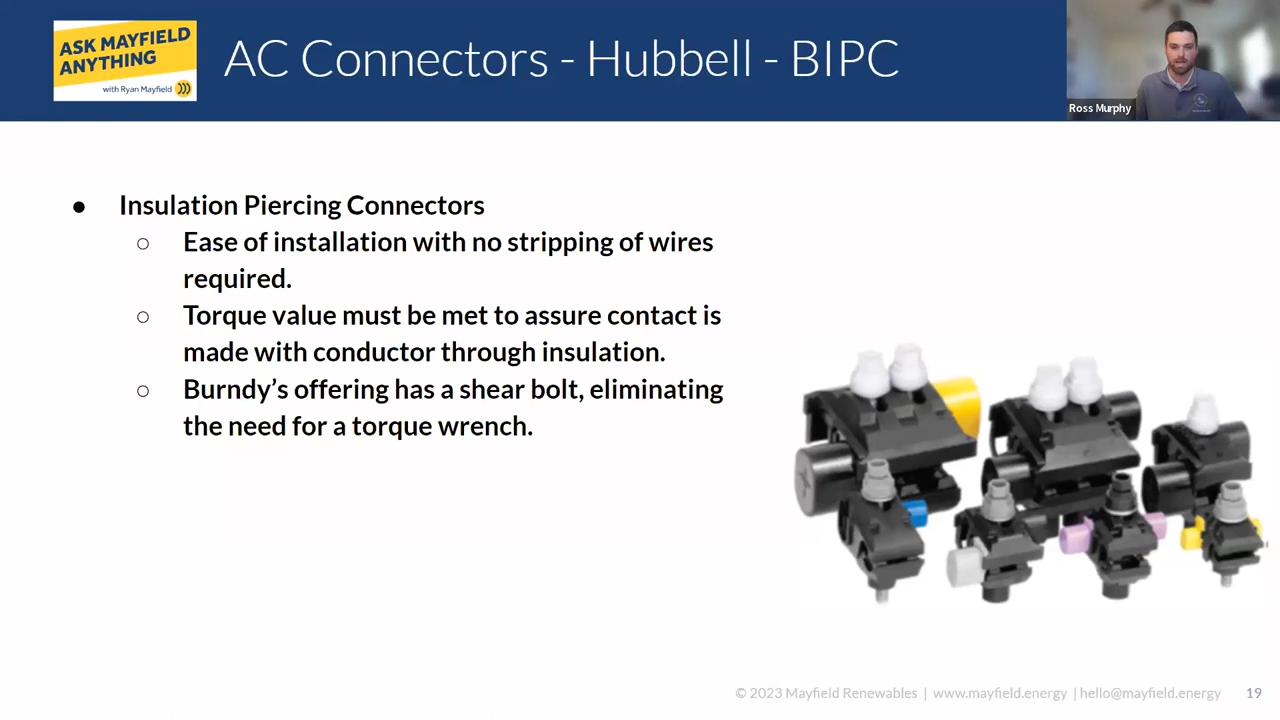 ASK MAYFIELD
ANYTHING
with Ryan Mayfield
AC Connectors - Hubbell - BIPC
Ross Murphy
● Insulation Piercing Connectors
○ Ease of installation with no stripping of wires
required.
○ Torque value must be met to assure contact is
made with conductor through insulation.
○ Burndy’s offering has a shear bolt, eliminating
the need for a torque wrench.
© 2023 Mayfield Renewables | www.mayfield.energy | hello@mayfield.energy 19